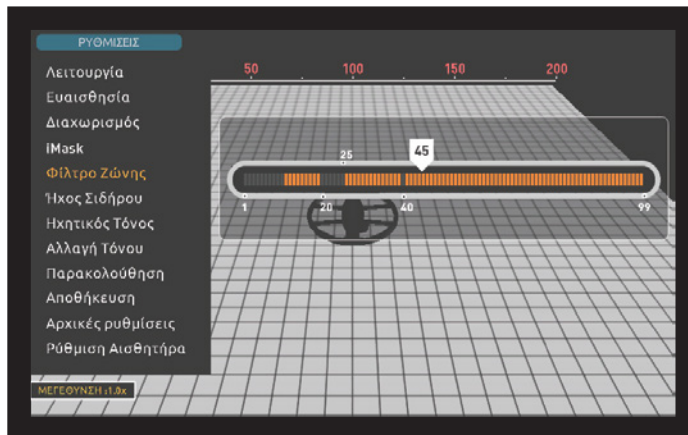 ΡΥΘΜΙΣΕΙΣ
Λειτουργία
Ευαισθησία
Διαχωρισμός
iMask
Φίλτρο Ζώνης
Ήχος Σιδήρου
Ηχητικός Τόνος
Αλλαγή Τόνου
Παρακολούθηση
Αποθήκευση
Αρχικές ρυθμίσεις
Ρύθμιση Αισθητήρα
ΜΕΓΕΘΥΝΣΗ :1.0x
50 100 150 200
45
25
1 20 40 99